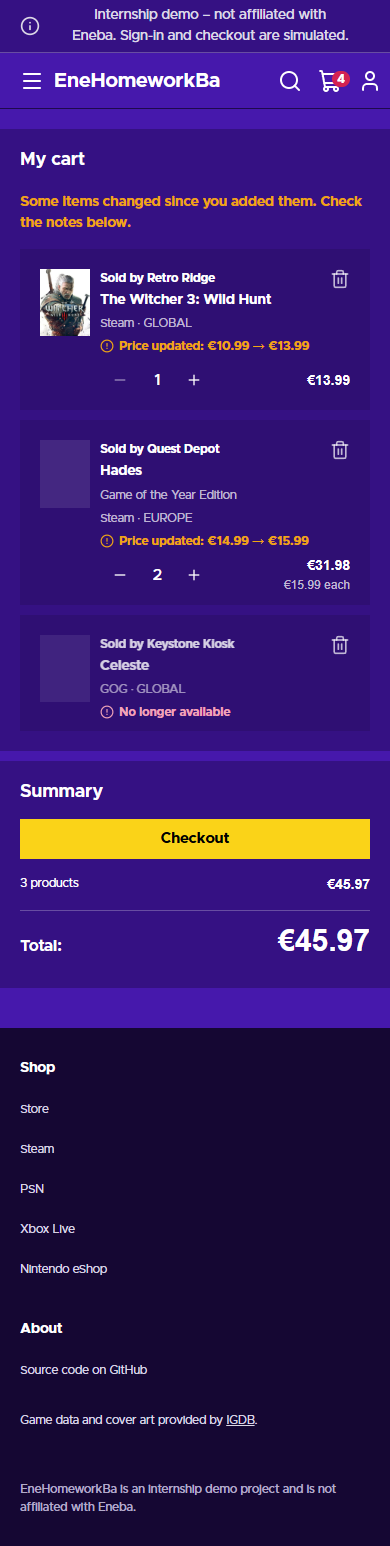 Internship demo – not affiliated with
Eneba. Sign-in and checkout are simulated.
EneHomeworkBa
4
My cart
Some items changed since you added them. Check
the notes below.
Sold by Retro Ridge
The Witcher 3: Wild Hunt
Steam · GLOBAL
Price updated: €10.99 → €13.99
1
€13.99
WITCHER
Sold by Quest Depot
Hades
Game of the Year Edition
Steam · EUROPE
Price updated: €14.99 → €15.99
2
€31.98
€15.99 each
Sold by Keystone Kiosk
Celeste
GOG · GLOBAL
No longer available
Summary
Checkout
3 products
€45.97
Total:
€45.97
Shop
Store
Steam
PSN
Xbox Live
Nintendo eShop
About
Source code on GitHub
Game data and cover art provided by IGDB.
EneHomeworkBa is an internship demo project and is not
affiliated with Eneba.